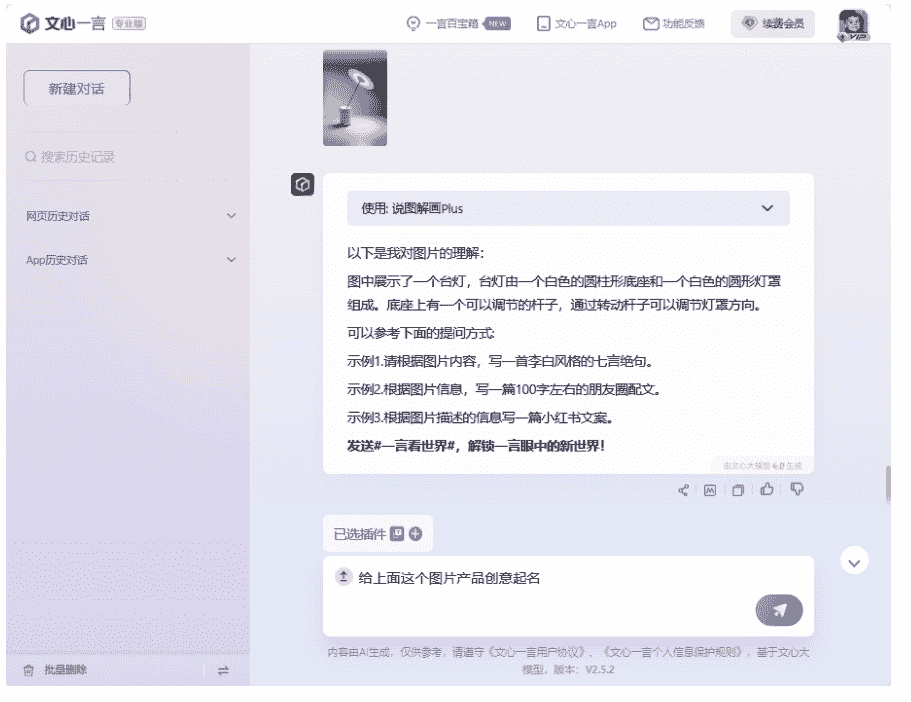 文心一言 专业版
一言百宝箱 NEW
文心一言App
功能反馈
续费会员
VIP
新建对话
搜索历史记录
网页历史对话
App历史对话
使用: 说图解画Plus
以下是我对图片的理解：
图中展示了一个台灯，台灯由一个白色的圆柱形底座和一个白色的圆形灯罩
组成。底座上有一个可以调节的杆子，通过转动杆子可以调节灯罩方向。
可以参考下面的提问方式:
示例1.请根据图片内容，写一首李白风格的七言绝句。
示例2.根据图片信息，写一篇100字左右的朋友圈配文。
示例3.根据图片描述的信息写一篇小红书文案。
发送#一言看世界#，解锁一言眼中的新世界！
由文心大模型 4.0 生成
已选插件
给上面这个图片产品创意起名
内容由AI生成，仅供参考，请遵守《文心一言用户协议》、《文心一言个人信息保护规则》，基于文心大
模型，版本：V2.5.2
批量删除